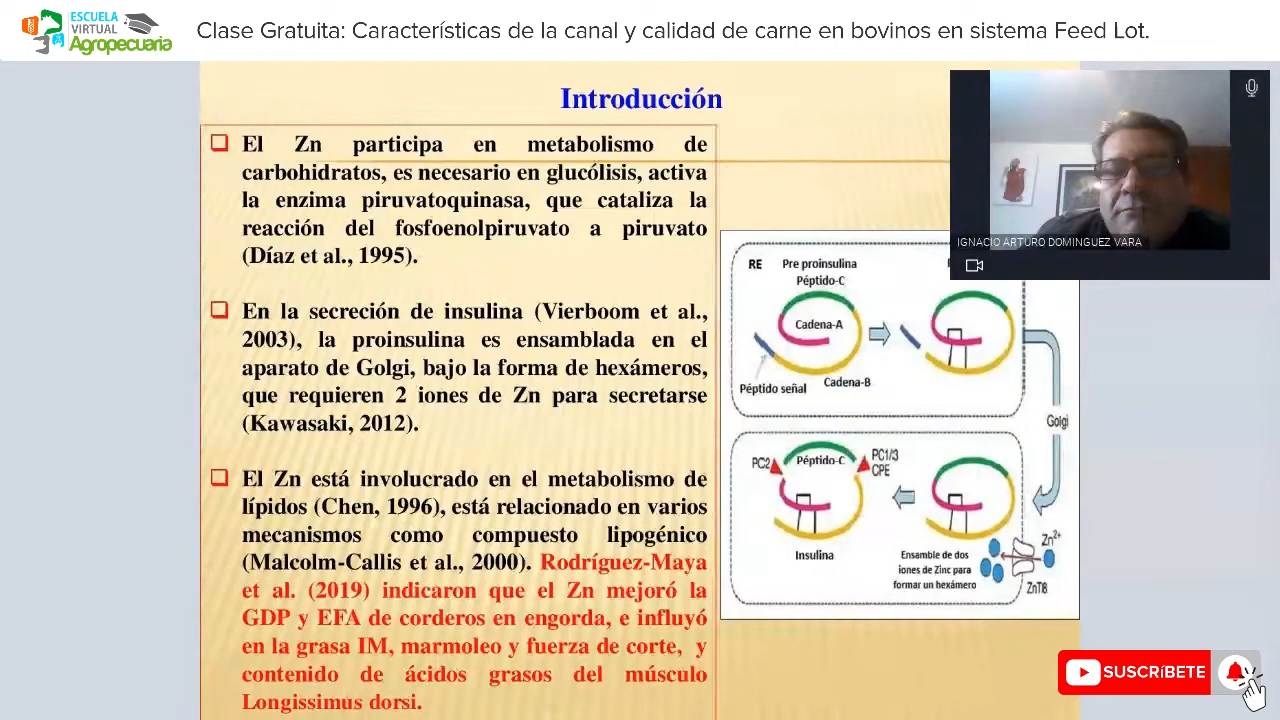 ESCUELA
VIRTUAL
Agropecuaria
Clase Gratuita: Características de la canal y calidad de carne en bovinos en sistema Feed Lot.
Introducción
❑ El Zn participa en metabolismo de
carbohidratos, es necesario en glucólisis, activa
la enzima piruvatoquinasa, que cataliza la
reacción del fosfoenolpiruvato a piruvato
(Díaz et al., 1995).
❑ En la secreción de insulina (Vierboom et al.,
2003), la proinsulina es ensamblada en el
aparato de Golgi, bajo la forma de hexámeros,
que requieren 2 iones de Zn para secretarse
(Kawasaki, 2012).
❑ El Zn está involucrado en el metabolismo de
lípidos (Chen, 1996), está relacionado en varios
mecanismos como compuesto lipogénico
(Malcolm-Callis et al., 2000). Rodríguez-Maya
et al. (2019) indicaron que el Zn mejoró la
GDP y EFA de corderos en engorda, e influyó
en la grasa IM, marmoleo y fuerza de corte, y
contenido de ácidos grasos del músculo
Longissimus dorsi.
IGNACIO ARTURO DOMINGUEZ VARA
RE
Pre proinsulina
Péptido-C
Cadena-A
Péptido señal
Cadena-B
Golgi
PC2
Péptido-C
PC1/3
CPE
Insulina
Ensamble de dos
iones de Zinc para
formar un hexámero
Zn2+
ZnT8
SUSCRíBETE